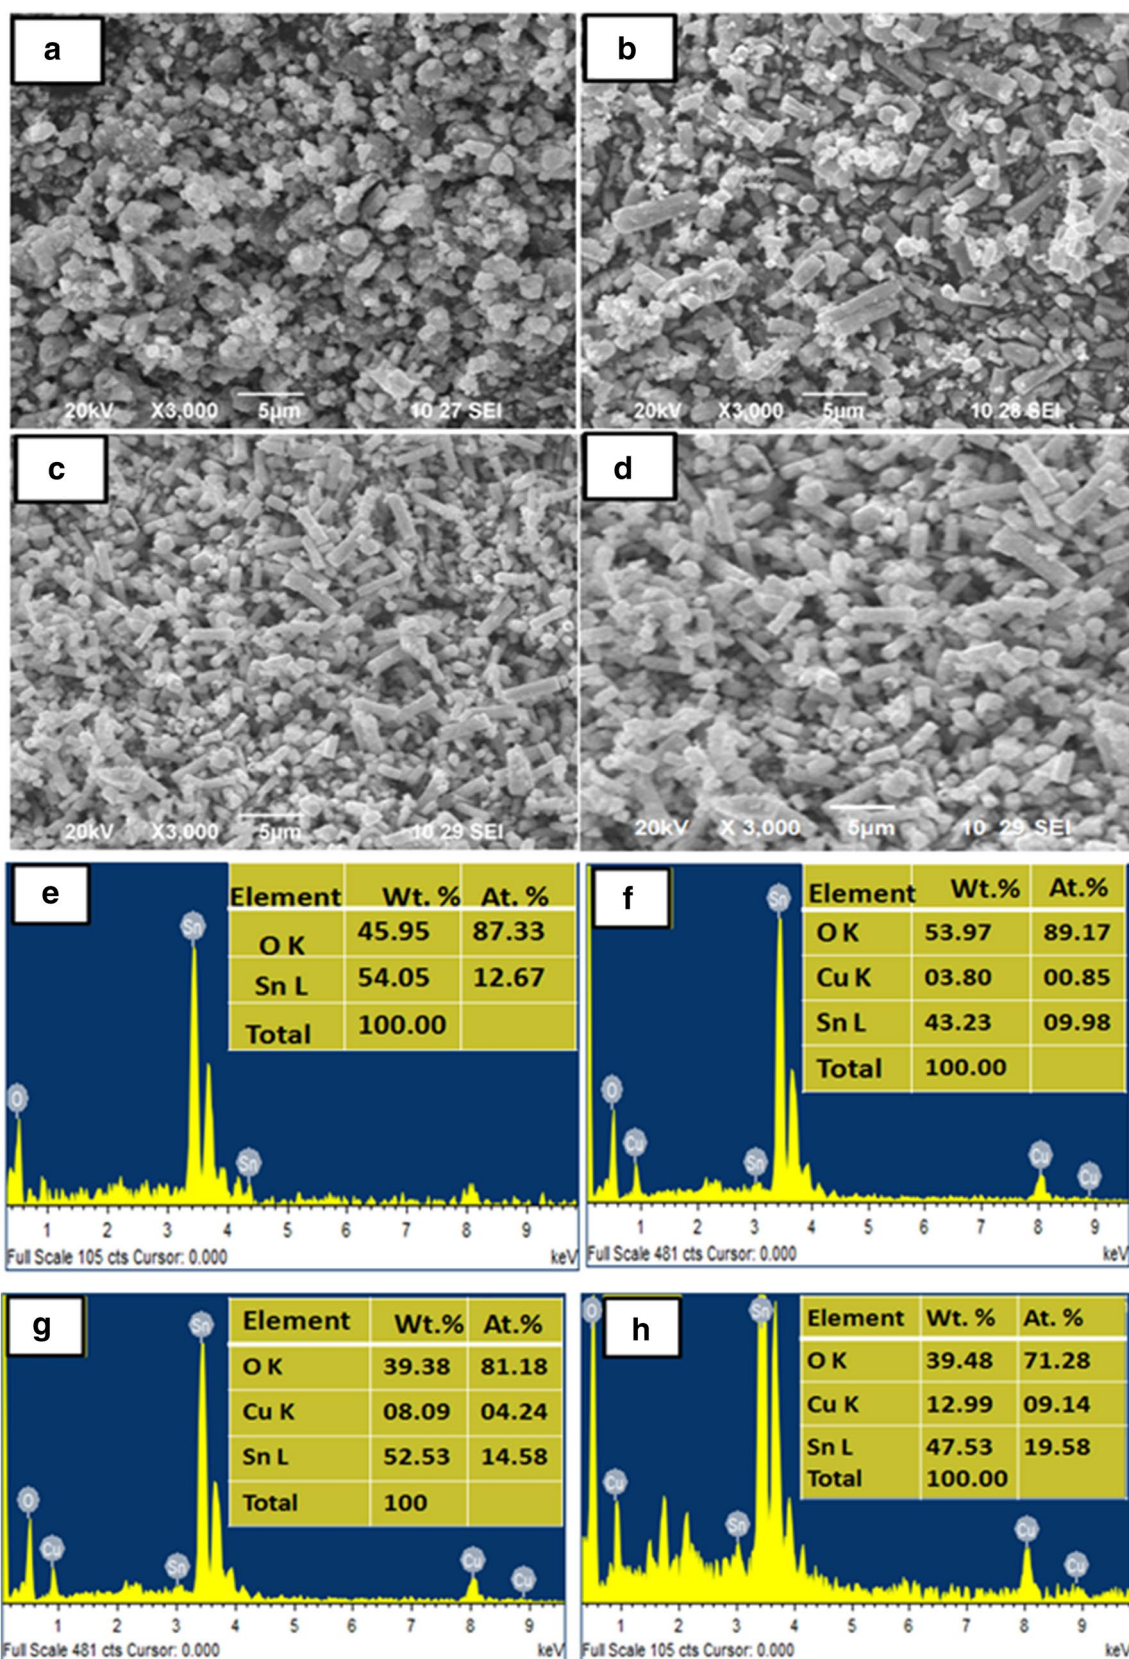 a
b
20kV X3,000 5μm 10 27 SEI
20kV X3,000 5μm 10 28 SEI
c
d
20kV X3,000 5μm 10 29 SEI
20kV X 3,000 5μm 10 29 SEI
e
Element Wt. % At. %
O K 45.95 87.33
Sn L 54.05 12.67
Total 100.00
Sn
O
Sn
1 2 3 4 5 6 7 8 9
Full Scale 105 cts Cursor: 0.000 keV
f
Element Wt.% At.%
O K 53.97 89.17
Cu K 03.80 00.85
Sn L 43.23 09.98
Total 100.00
Sn
O
Cu
Sn
Cu
Cu
1 2 3 4 5 6 7 8 9
Full Scale 481 cts Cursor: 0.000 keV
g
Element Wt.% At.%
O K 39.38 81.18
Cu K 08.09 04.24
Sn L 52.53 14.58
Total 100
Sn
O
Cu
Sn
Cu
Cu
1 2 3 4 5 6 7 8 9
Full Scale 481 cts Cursor: 0.000 keV
h
Element Wt. % At. %
O K 39.48 71.28
Cu K 12.99 09.14
Sn L 47.53 19.58
Total 100.00
O
Sn
Cu
Sn
Cu
Cu
1 2 3 4 5 6 7 8 9
Full Scale 105 cts Cursor: 0.000 keV